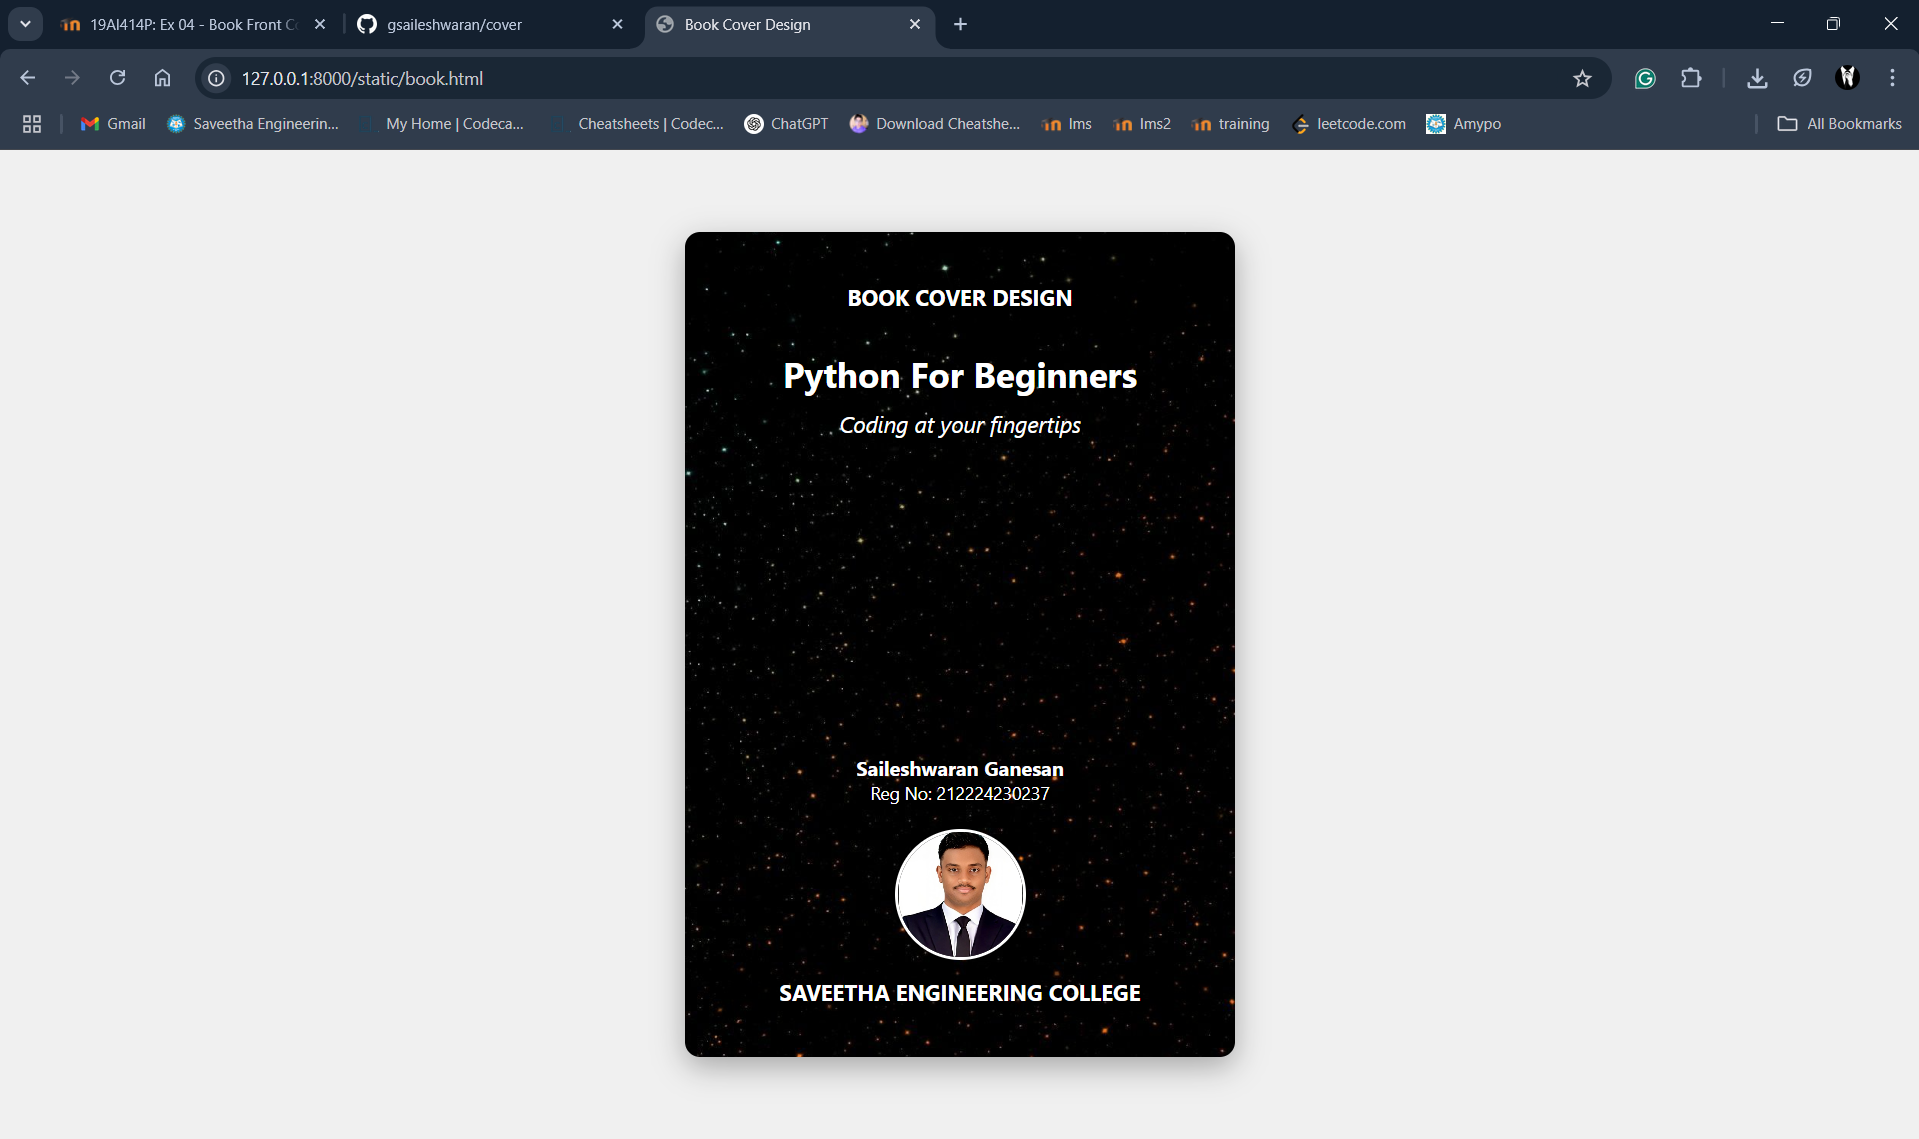 19AI414P: Ex 04 - Book Front C
gsaileshwaran/cover
Book Cover Design
127.0.0.1:8000/static/book.html
Gmail
Saveetha Engineerin...
My Home | Codeca...
Cheatsheets | Codec...
ChatGPT
Download Cheatshe...
lms
lms2
training
leetcode.com
Amypo
All Bookmarks
BOOK COVER DESIGN
Python For Beginners
Coding at your fingertips
Saileshwaran Ganesan
Reg No: 212224230237
SAVEETHA ENGINEERING COLLEGE